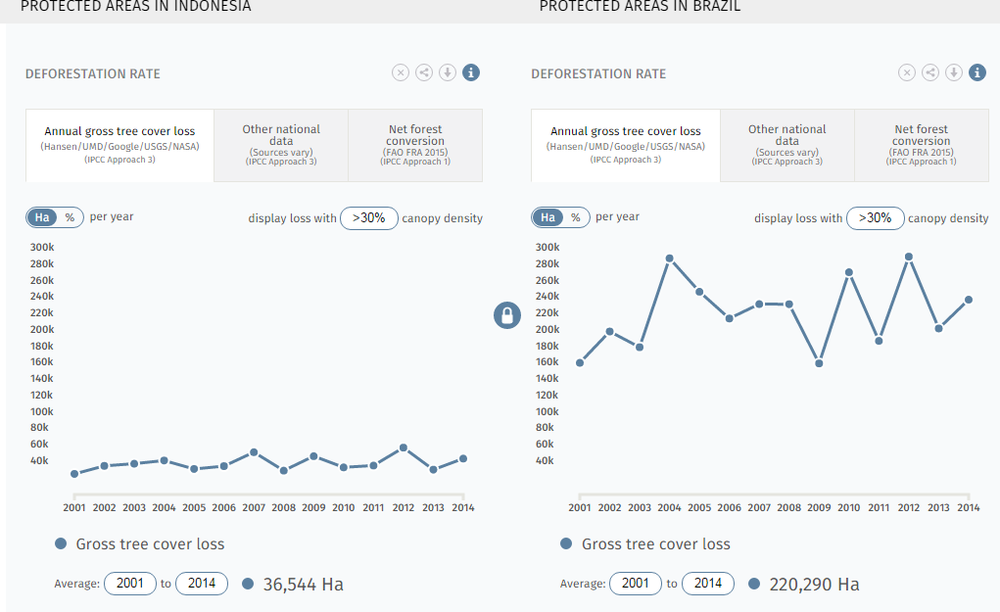 PROTECTED AREAS IN INDONESIA
DEFORESTATION RATE
Annual gross tree cover loss
(Hansen/UMD/Google/USGS/NASA)
(IPCC Approach 3)
Other national
data
(Sources vary)
(IPCC Approach 3)
Net forest
conversion
(FAO FRA 2015)
(IPCC Approach 1)
Ha % per year
display loss with >30% canopy density
300k
280k
260k
240k
220k
200k
180k
160k
140k
120k
100k
80k
60k
40k
2001 2002 2003 2004 2005 2006 2007 2008 2009 2010 2011 2012 2013 2014
Gross tree cover loss
Average: 2001 to 2014 36,544 Ha
PROTECTED AREAS IN BRAZIL
DEFORESTATION RATE
Annual gross tree cover loss
(Hansen/UMD/Google/USGS/NASA)
(IPCC Approach 3)
Other national
data
(Sources vary)
(IPCC Approach 3)
Net forest
conversion
(FAO FRA 2015)
(IPCC Approach 1)
Ha % per year
display loss with >30% canopy density
300k
280k
260k
240k
220k
200k
180k
160k
140k
120k
100k
80k
60k
40k
2001 2002 2003 2004 2005 2006 2007 2008 2009 2010 2011 2012 2013 2014
Gross tree cover loss
Average: 2001 to 2014 220,290 Ha